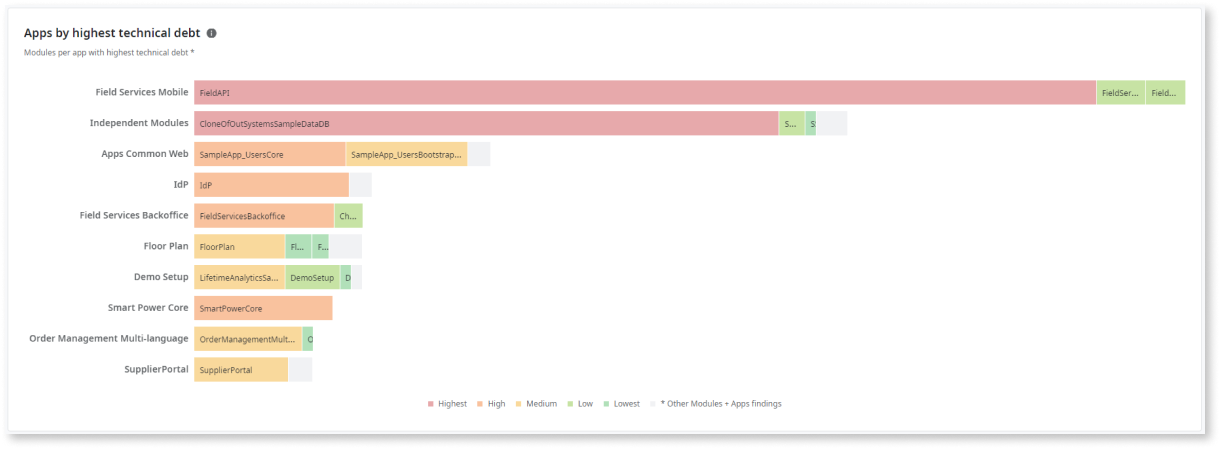 Apps by highest technical debt
Modules per app with highest technical debt *
Field Services Mobile FieldAPI FieldSer... Field...
Independent Modules CloneOfOutSystemsSampleDataDB S... S
Apps Common Web SampleApp_UsersCore SampleApp_UsersBootstrap...
IdP IdP
Field Services Backoffice FieldServicesBackoffice Ch...
Floor Plan FloorPlan Fl... F...
Demo Setup LifetimeAnalyticsSa... DemoSetup D
Smart Power Core SmartPowerCore
Order Management Multi-language OrderManagementMult... O
SupplierPortal SupplierPortal
Highest High Medium Low Lowest * Other Modules + Apps findings